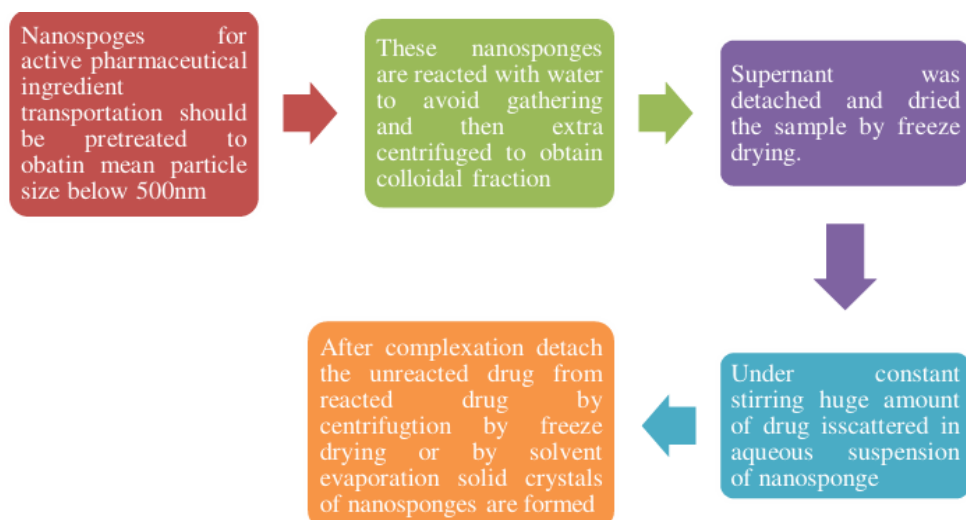 Nanospoges for
active pharmaceutical
ingredient
transportation should
be pretreated to
obatin mean particle
size below 500nm
These nanosponges
are reacted with water
to avoid gathering
and then extra
centrifuged to obtain
colloidal fraction
Supernant was
detached and dried
the sample by freeze
drying.
Under constant
stirring huge amount
of drug isscattered in
aqueous suspension
of nanosponge
After complexation detach
the unreacted drug from
reacted drug by
centrifugtion by freeze
drying or by solvent
evaporation solid crystals
of nanosponges are formed